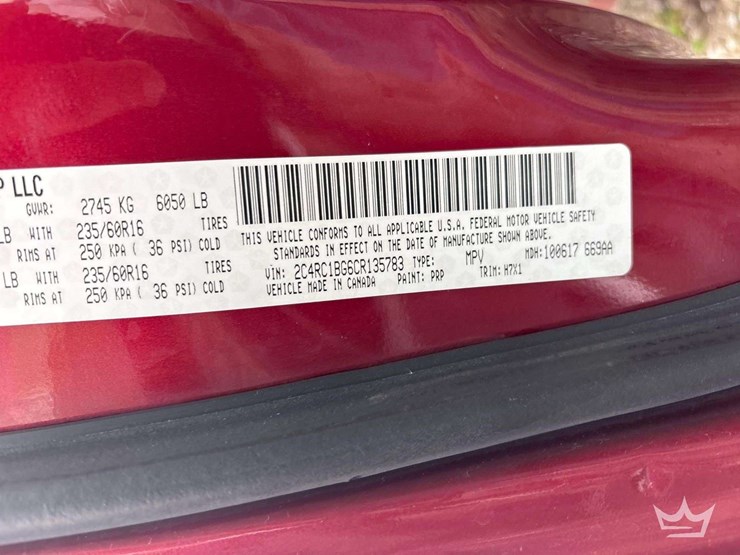 P LLC
GVWR: 2745 KG 6050 LB
LB WITH 235/60R16 TIRES
RIMS AT 250 KPA ( 36 PSI) COLD
LB WITH 235/60R16 TIRES
RIMS AT 250 KPA ( 36 PSI) COLD
THIS VEHICLE CONFORMS TO ALL APPLICABLE U.S.A. FEDERAL MOTOR VEHICLE SAFETY
STANDARDS IN EFFECT ON THE DATE OF MANUFACTURE SHOWN ABOVE.
VIN: 2C4RC1BG6CR135783 TYPE: MPV MDH:100617 669AA
VEHICLE MADE IN CANADA PAINT: PRP TRIM: H7X1